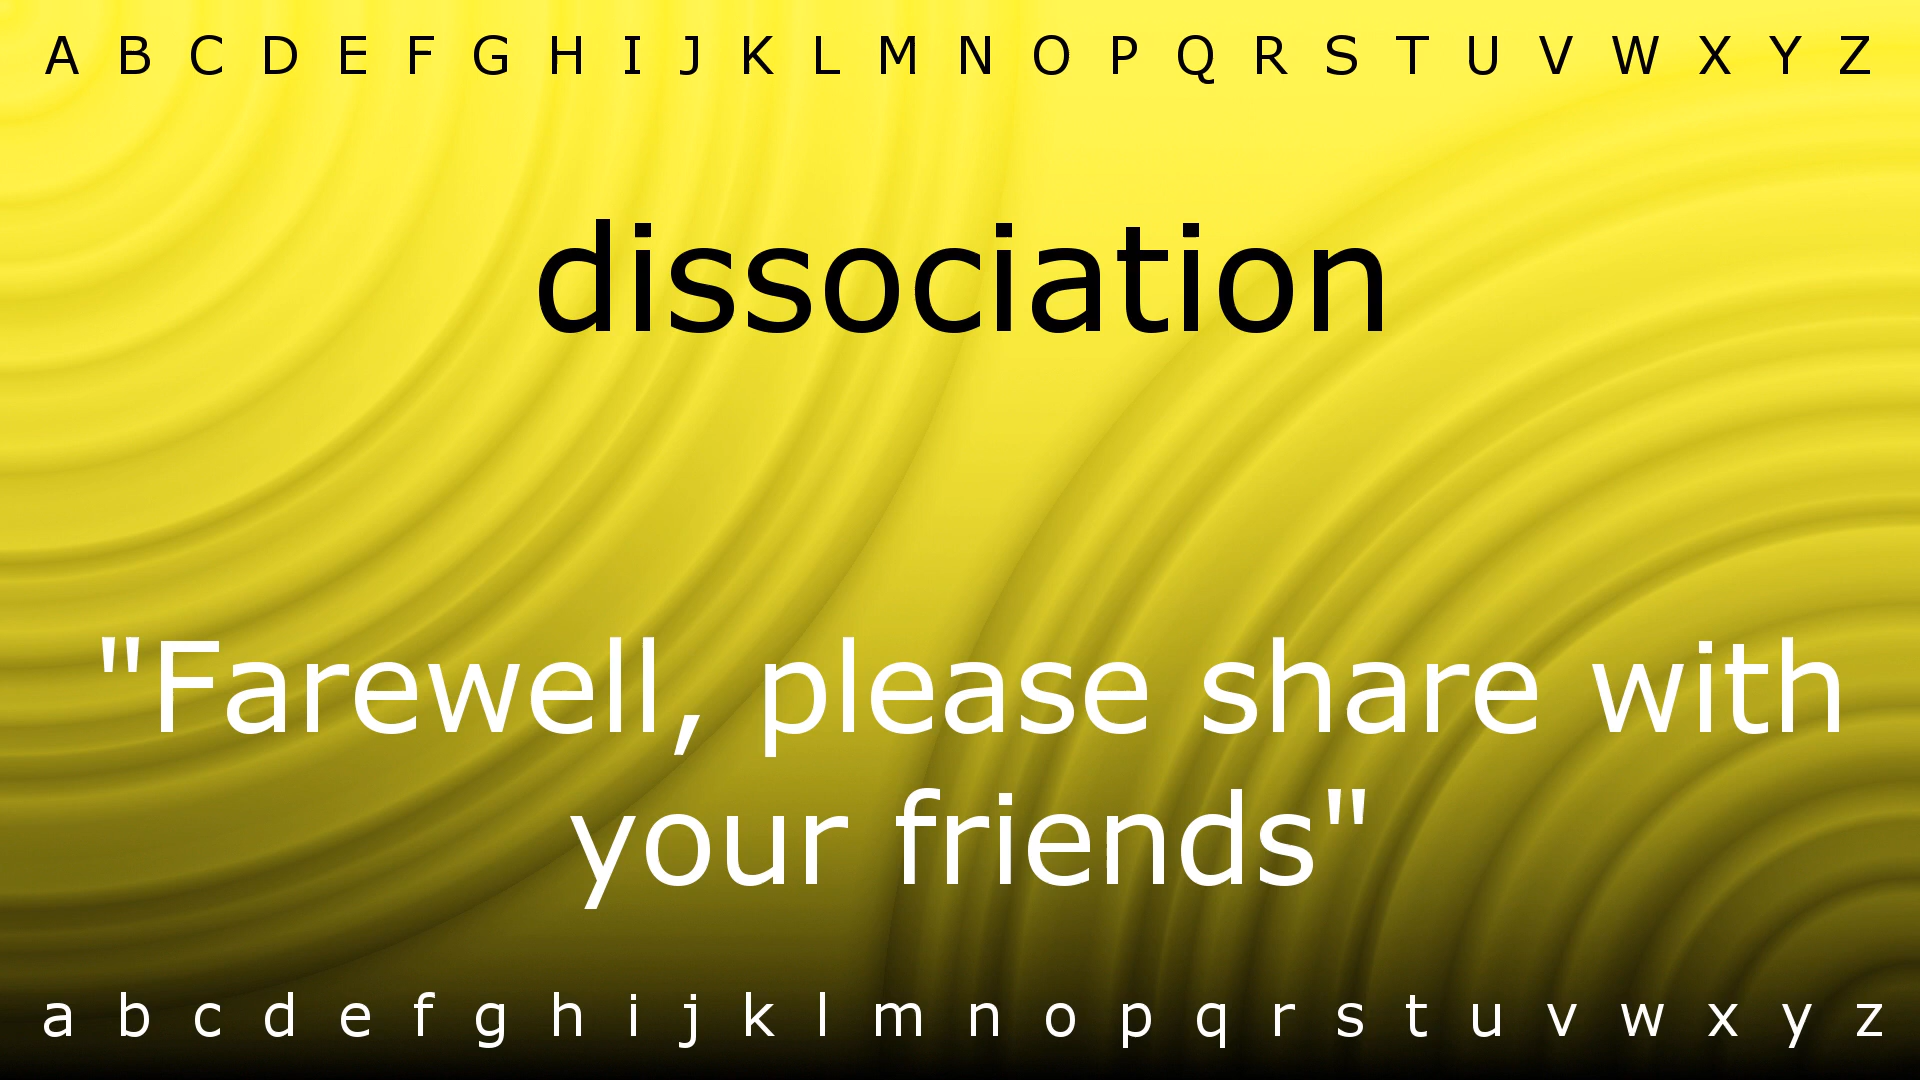 A B C D E F G H I J K L M N O P Q R S T U V W X Y Z
dissociation
"Farewell, please share with
your friends"
a b c d e f g h i j k l m n o p q r s t u v w x y z